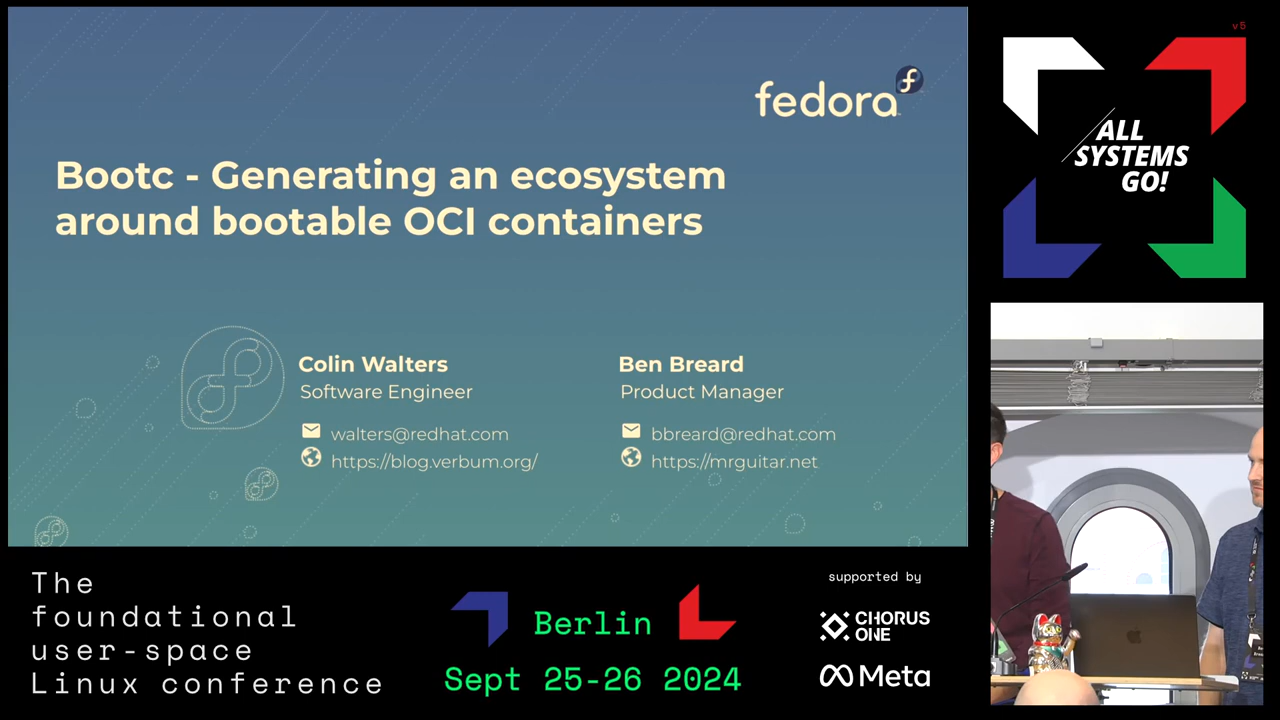 fedora
Bootc - Generating an ecosystem
around bootable OCI containers
Colin Walters
Software Engineer
walters@redhat.com
https://blog.verbum.org/
Ben Breard
Product Manager
bbreard@redhat.com
https://mrguitar.net
v5
ALL
SYSTEMS
GO!
The
foundational
user-space
Linux conference
Berlin
Sept 25-26 2024
supported by
CHORUS
ONE
Meta